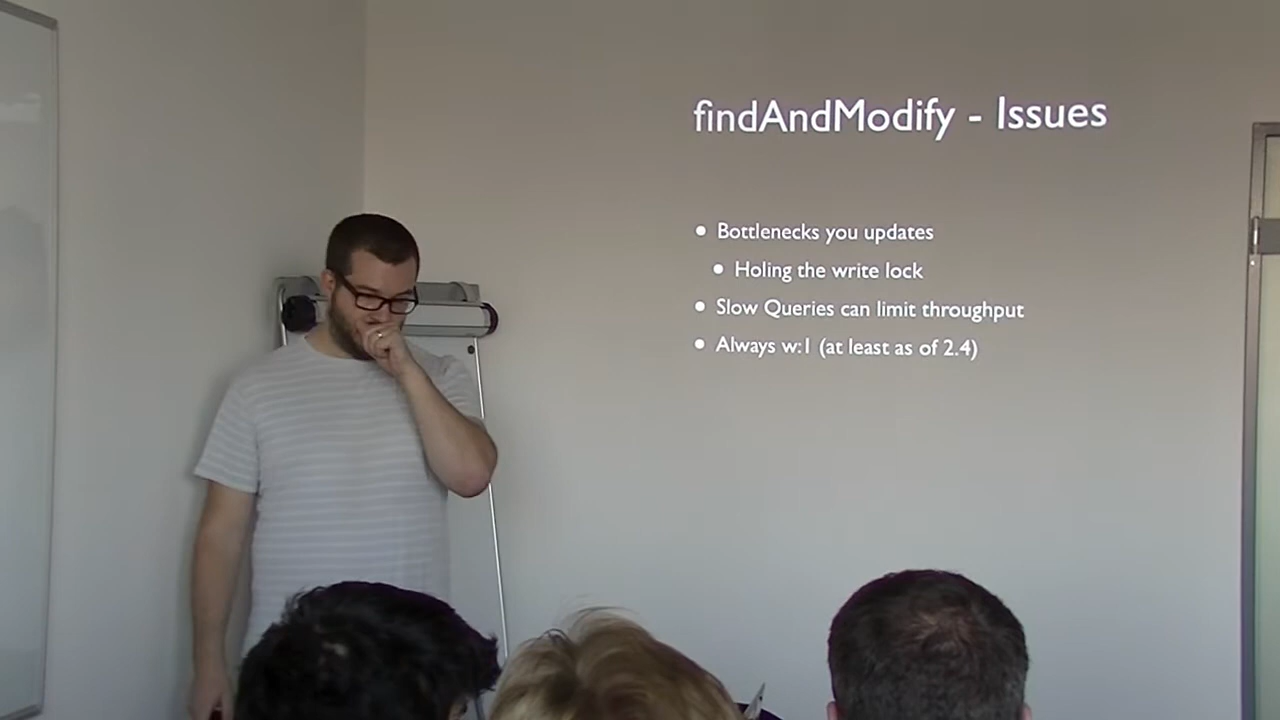 findAndModify - Issues
• Bottlenecks you updates
• Holing the write lock
• Slow Queries can limit throughput
• Always w:1 (at least as of 2.4)